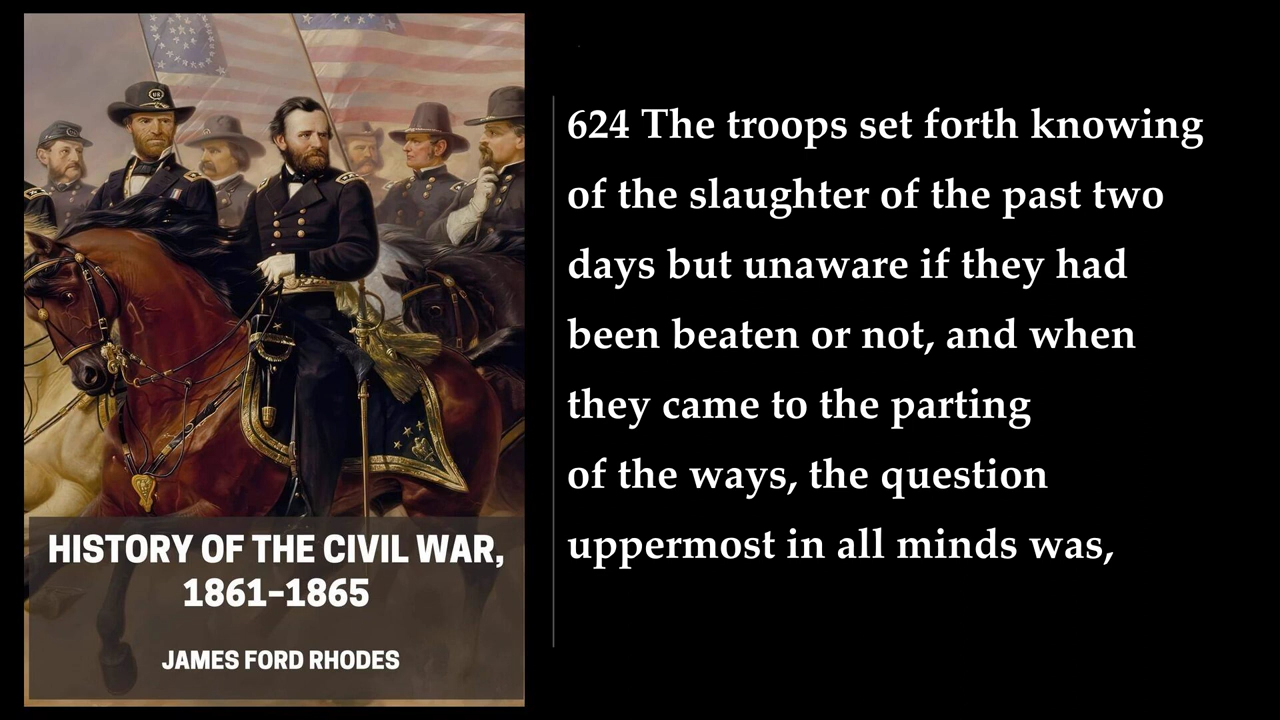 624 The troops set forth knowing
of the slaughter of the past two
days but unaware if they had
been beaten or not, and when
they came to the parting
of the ways, the question
uppermost in all minds was,
HISTORY OF THE CIVIL WAR,
1861–1865
JAMES FORD RHODES